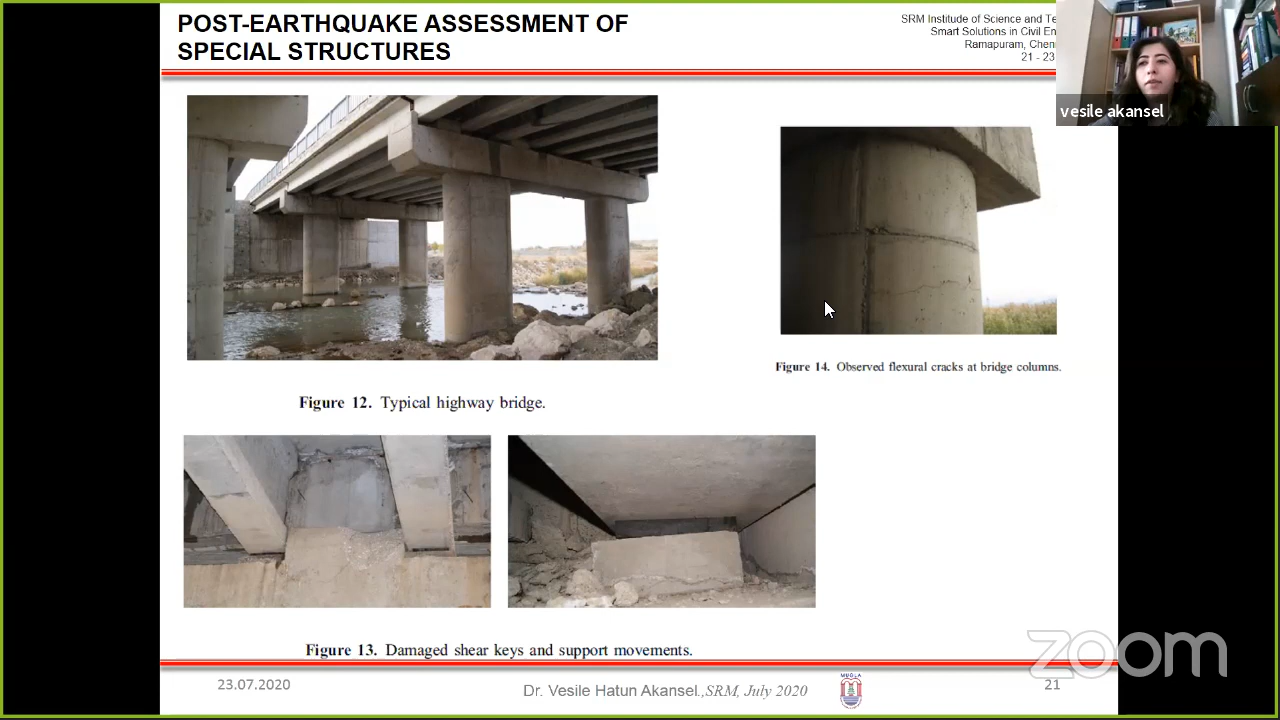 POST-EARTHQUAKE ASSESSMENT OF
SPECIAL STRUCTURES
SRM Institude of Science and Te
Smart Solutions in Civil En
Ramapuram, Chen
21 - 23
vesile akansel
Figure 14. Observed flexural cracks at bridge columns.
Figure 12. Typical highway bridge.
Figure 13. Damaged shear keys and support movements.
zoom
23.07.2020
Dr. Vesile Hatun Akansel.,SRM, July 2020
MUĞLA
21